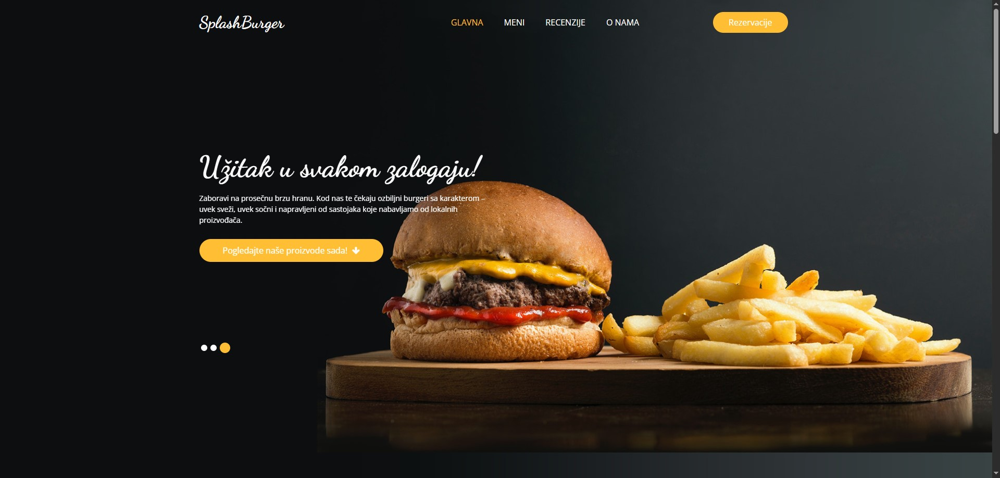 SplashBurger
GLAVNA MENI RECENZIJE O NAMA
Rezervacije
Užitak u svakom zalogaju!
Zaboravi na prosečnu brzu hranu. Kod nas te čekaju ozbiljni burgeri sa karakterom –
uvek sveži, uvek sočni i napravljeni od sastojaka koje nabavljamo od lokalnih
proizvođača.
Pogledajte naše proizvode sada!